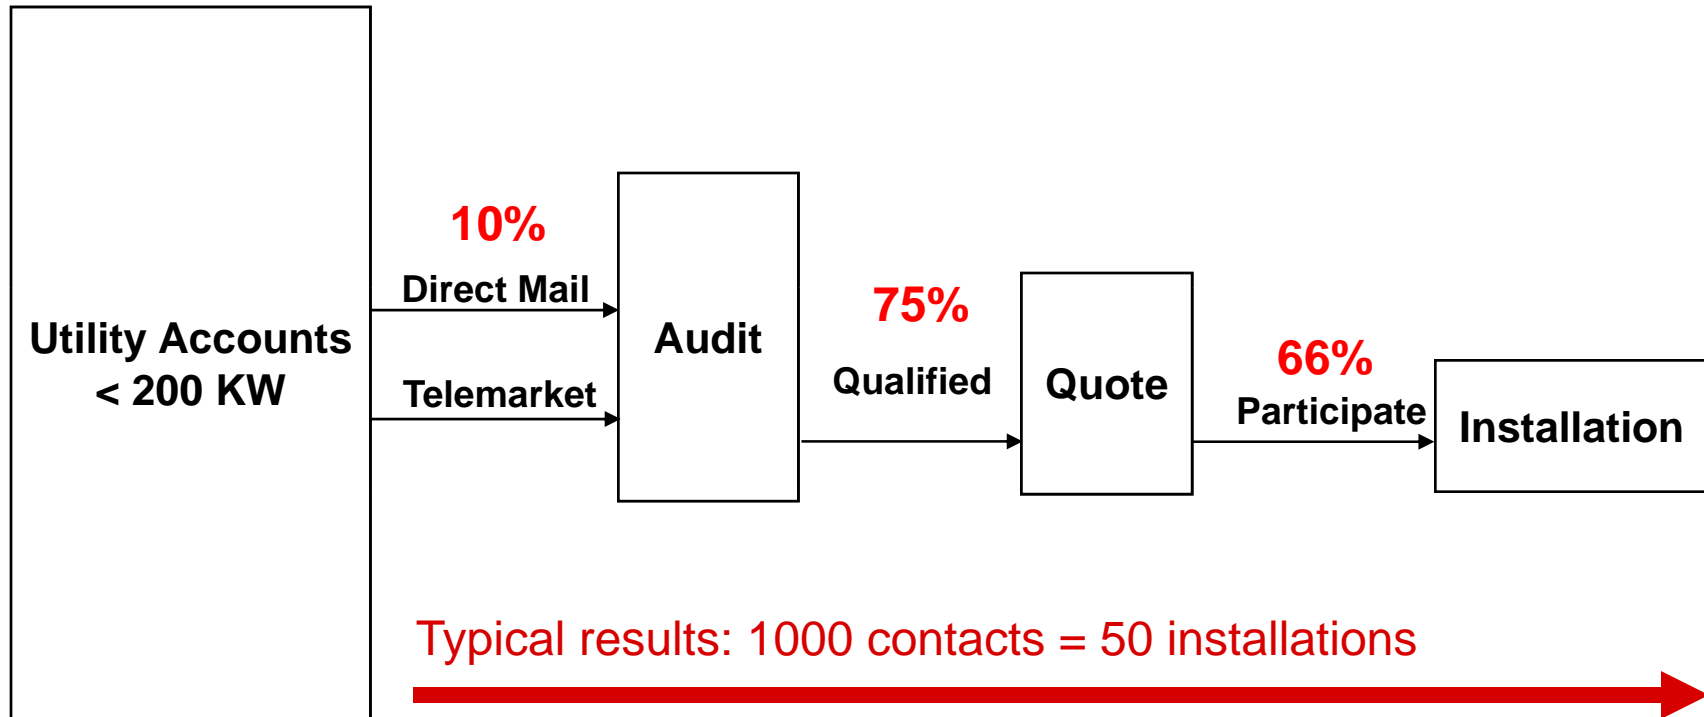 Utility Accounts
< 200 KW
10%
Direct Mail
Telemarket
Audit
75%
Qualified
Quote
66%
Participate
Installation
Typical results: 1000 contacts = 50 installations